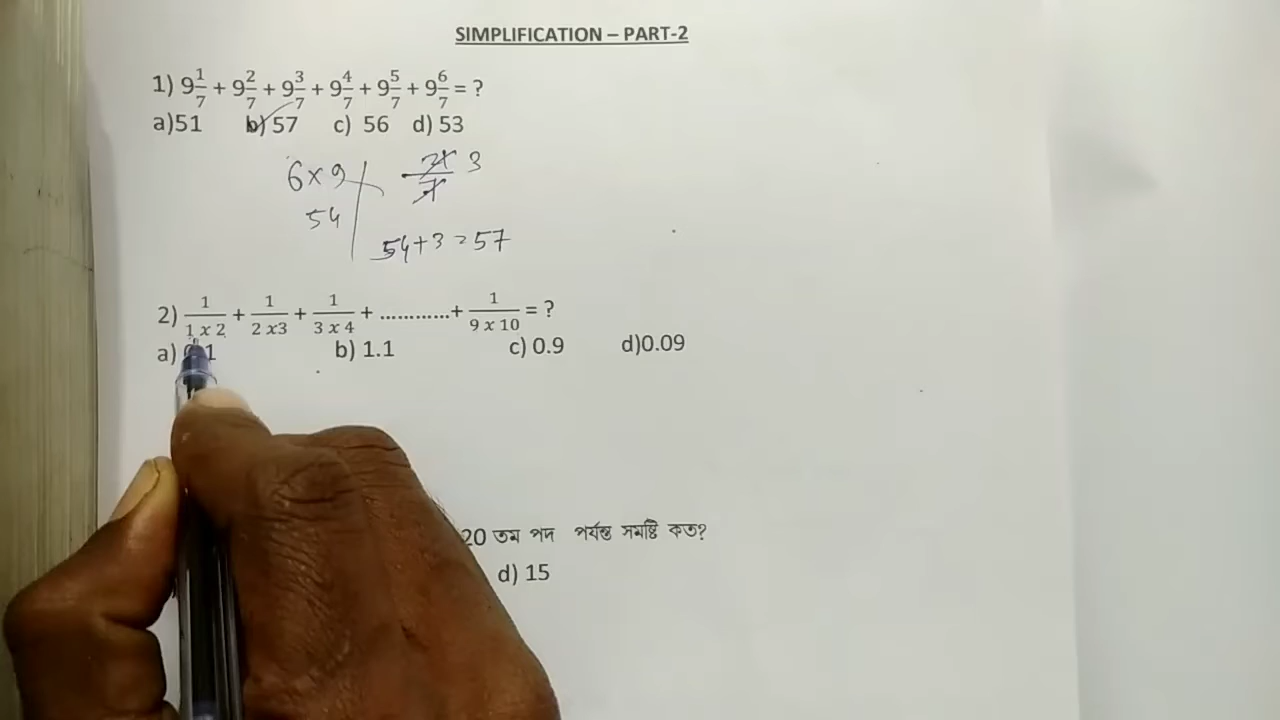 SIMPLIFICATION – PART-2
1) 9 1/7 + 9 2/7 + 9 3/7 + 9 4/7 + 9 5/7 + 9 6/7 = ?
a)51 b) 57 c) 56 d) 53
6 x 9 21/7 3
54
54+3=57
2) 1/1 x 2 + 1/2 x3 + 1/3 x 4 + ............+ 1/9 x 10 = ?
a) b) 1.1 c) 0.9 d)0.09
20 তম পদ পর্যন্ত সমষ্টি কত?
d) 15